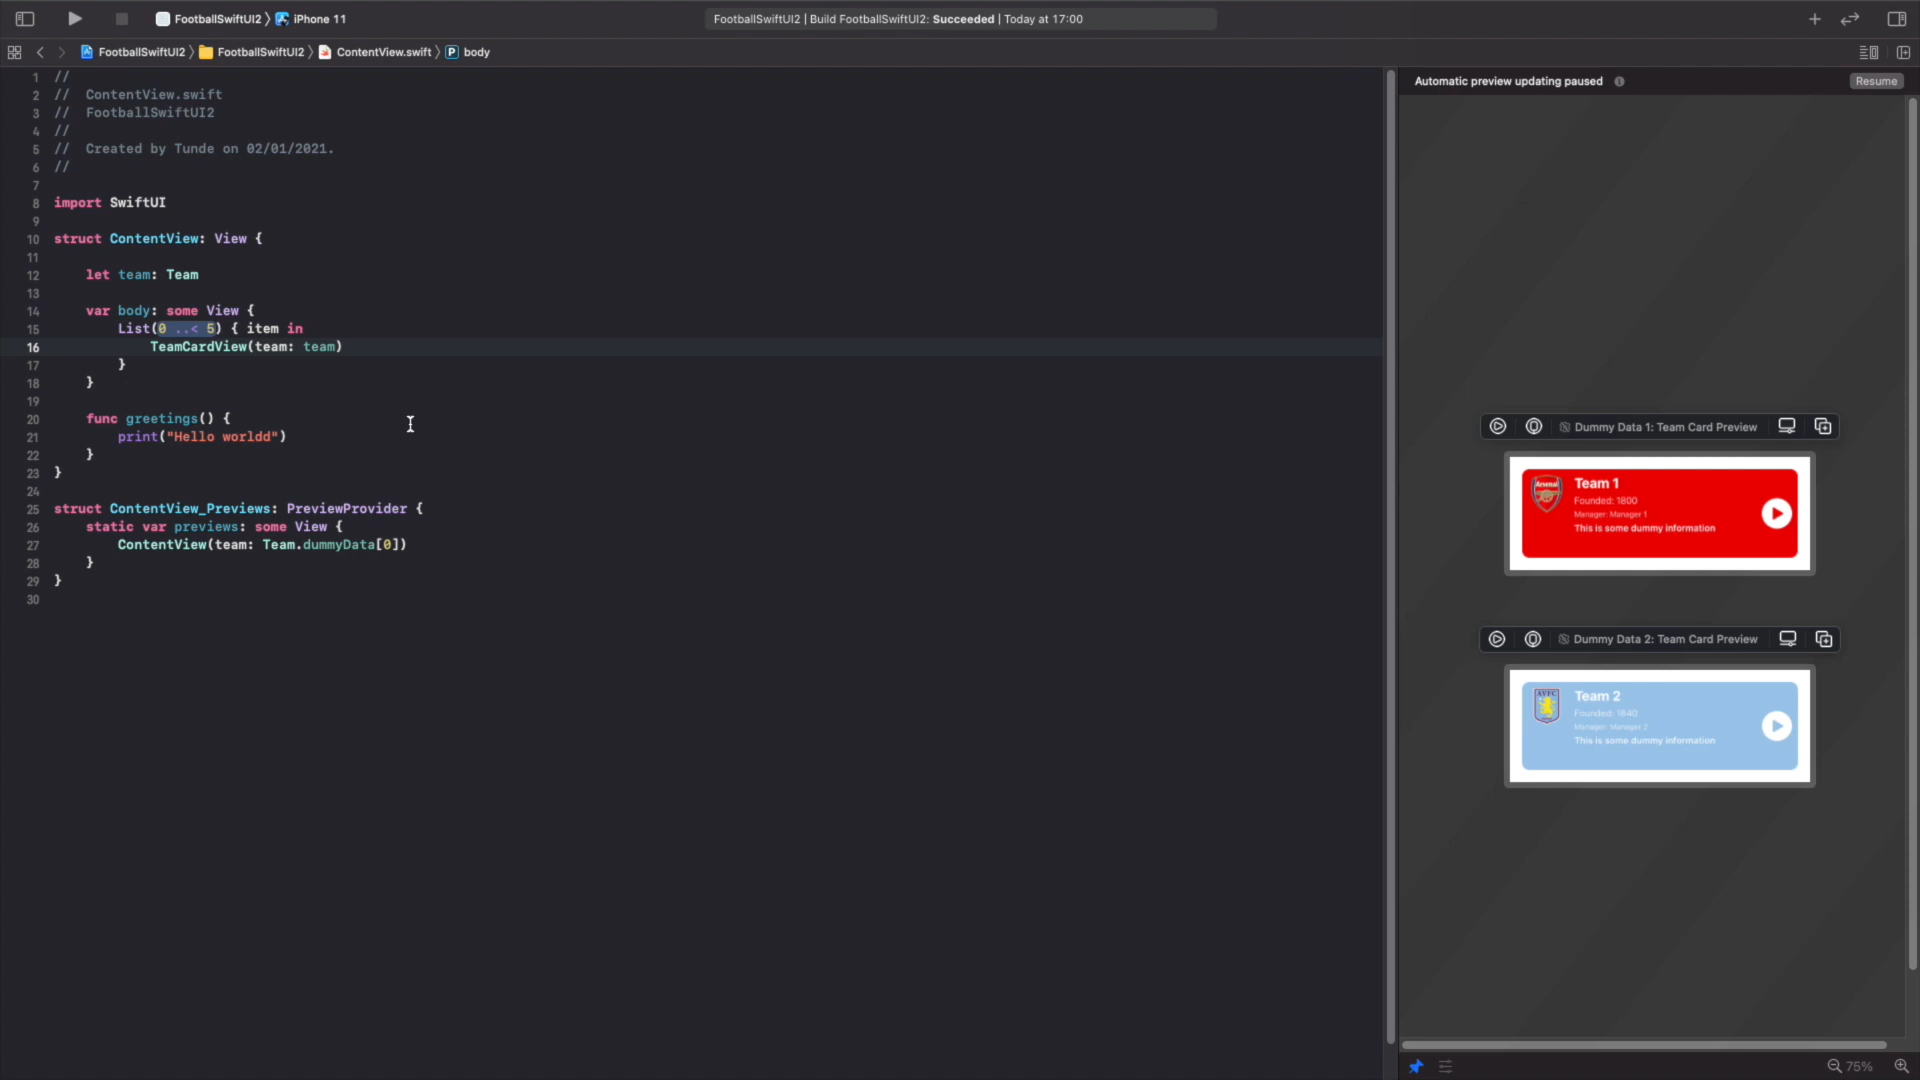 FootballSwiftUI2 ⟩ iPhone 11
FootballSwiftUI2 | Build FootballSwiftUI2: Succeeded | Today at 17:00
FootballSwiftUI2 ⟩ FootballSwiftUI2 ⟩ ContentView.swift ⟩ P body
1 //
2 // ContentView.swift
3 // FootballSwiftUI2
4 //
5 // Created by Tunde on 02/01/2021.
6 //
7
8 import SwiftUI
9
10 struct ContentView: View {
11
12 let team: Team
13
14 var body: some View {
15 List(0 ..< 5) { item in
16 TeamCardView(team: team)
17 }
18 }
19
20 func greetings() {
21 print("Hello worldd")
22 }
23 }
24
25 struct ContentView_Previews: PreviewProvider {
26 static var previews: some View {
27 ContentView(team: Team.dummyData[0])
28 }
29 }
30
Automatic preview updating paused
Resume
Dummy Data 1: Team Card Preview
Arsenal
Team 1
Founded: 1800
Manager: Manager 1
This is some dummy information
Dummy Data 2: Team Card Preview
AVFC
Team 2
Founded: 1840
Manager: Manager 2
This is some dummy information
75%